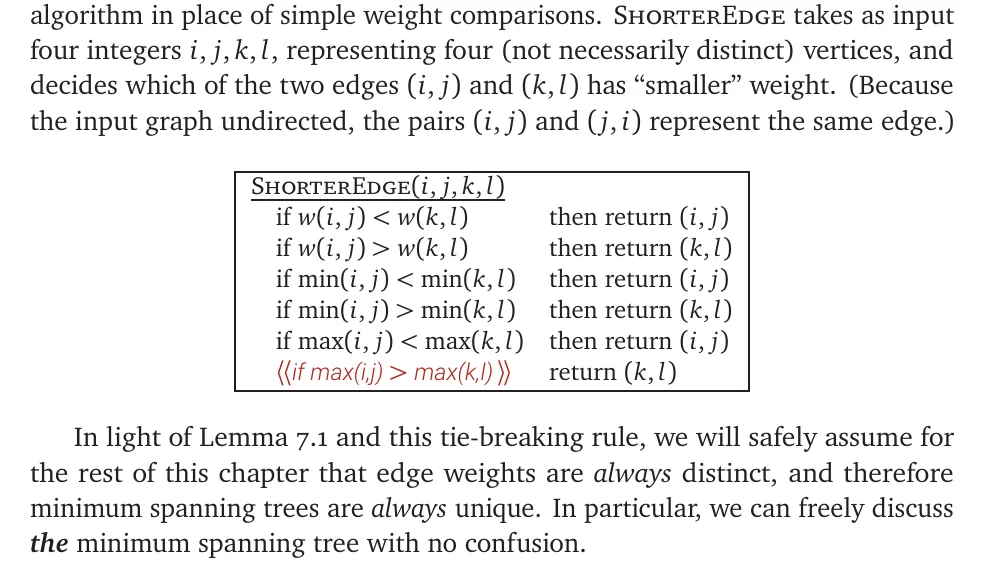 algorithm in place of simple weight comparisons. SHORTEREDGE takes as input
four integers i, j, k, l, representing four (not necessarily distinct) vertices, and
decides which of the two edges (i, j) and (k, l) has “smaller” weight. (Because
the input graph undirected, the pairs (i, j) and (j, i) represent the same edge.)
SHORTEREDGE(i, j, k, l)
if w(i, j) < w(k, l) then return (i, j)
if w(i, j) > w(k, l) then return (k, l)
if min(i, j) < min(k, l) then return (i, j)
if min(i, j) > min(k, l) then return (k, l)
if max(i, j) < max(k, l) then return (i, j)
⟨⟨if max(i,j) > max(k,l)⟩⟩ return (k, l)
In light of Lemma 7.1 and this tie-breaking rule, we will safely assume for
the rest of this chapter that edge weights are always distinct, and therefore
minimum spanning trees are always unique. In particular, we can freely discuss
the minimum spanning tree with no confusion.